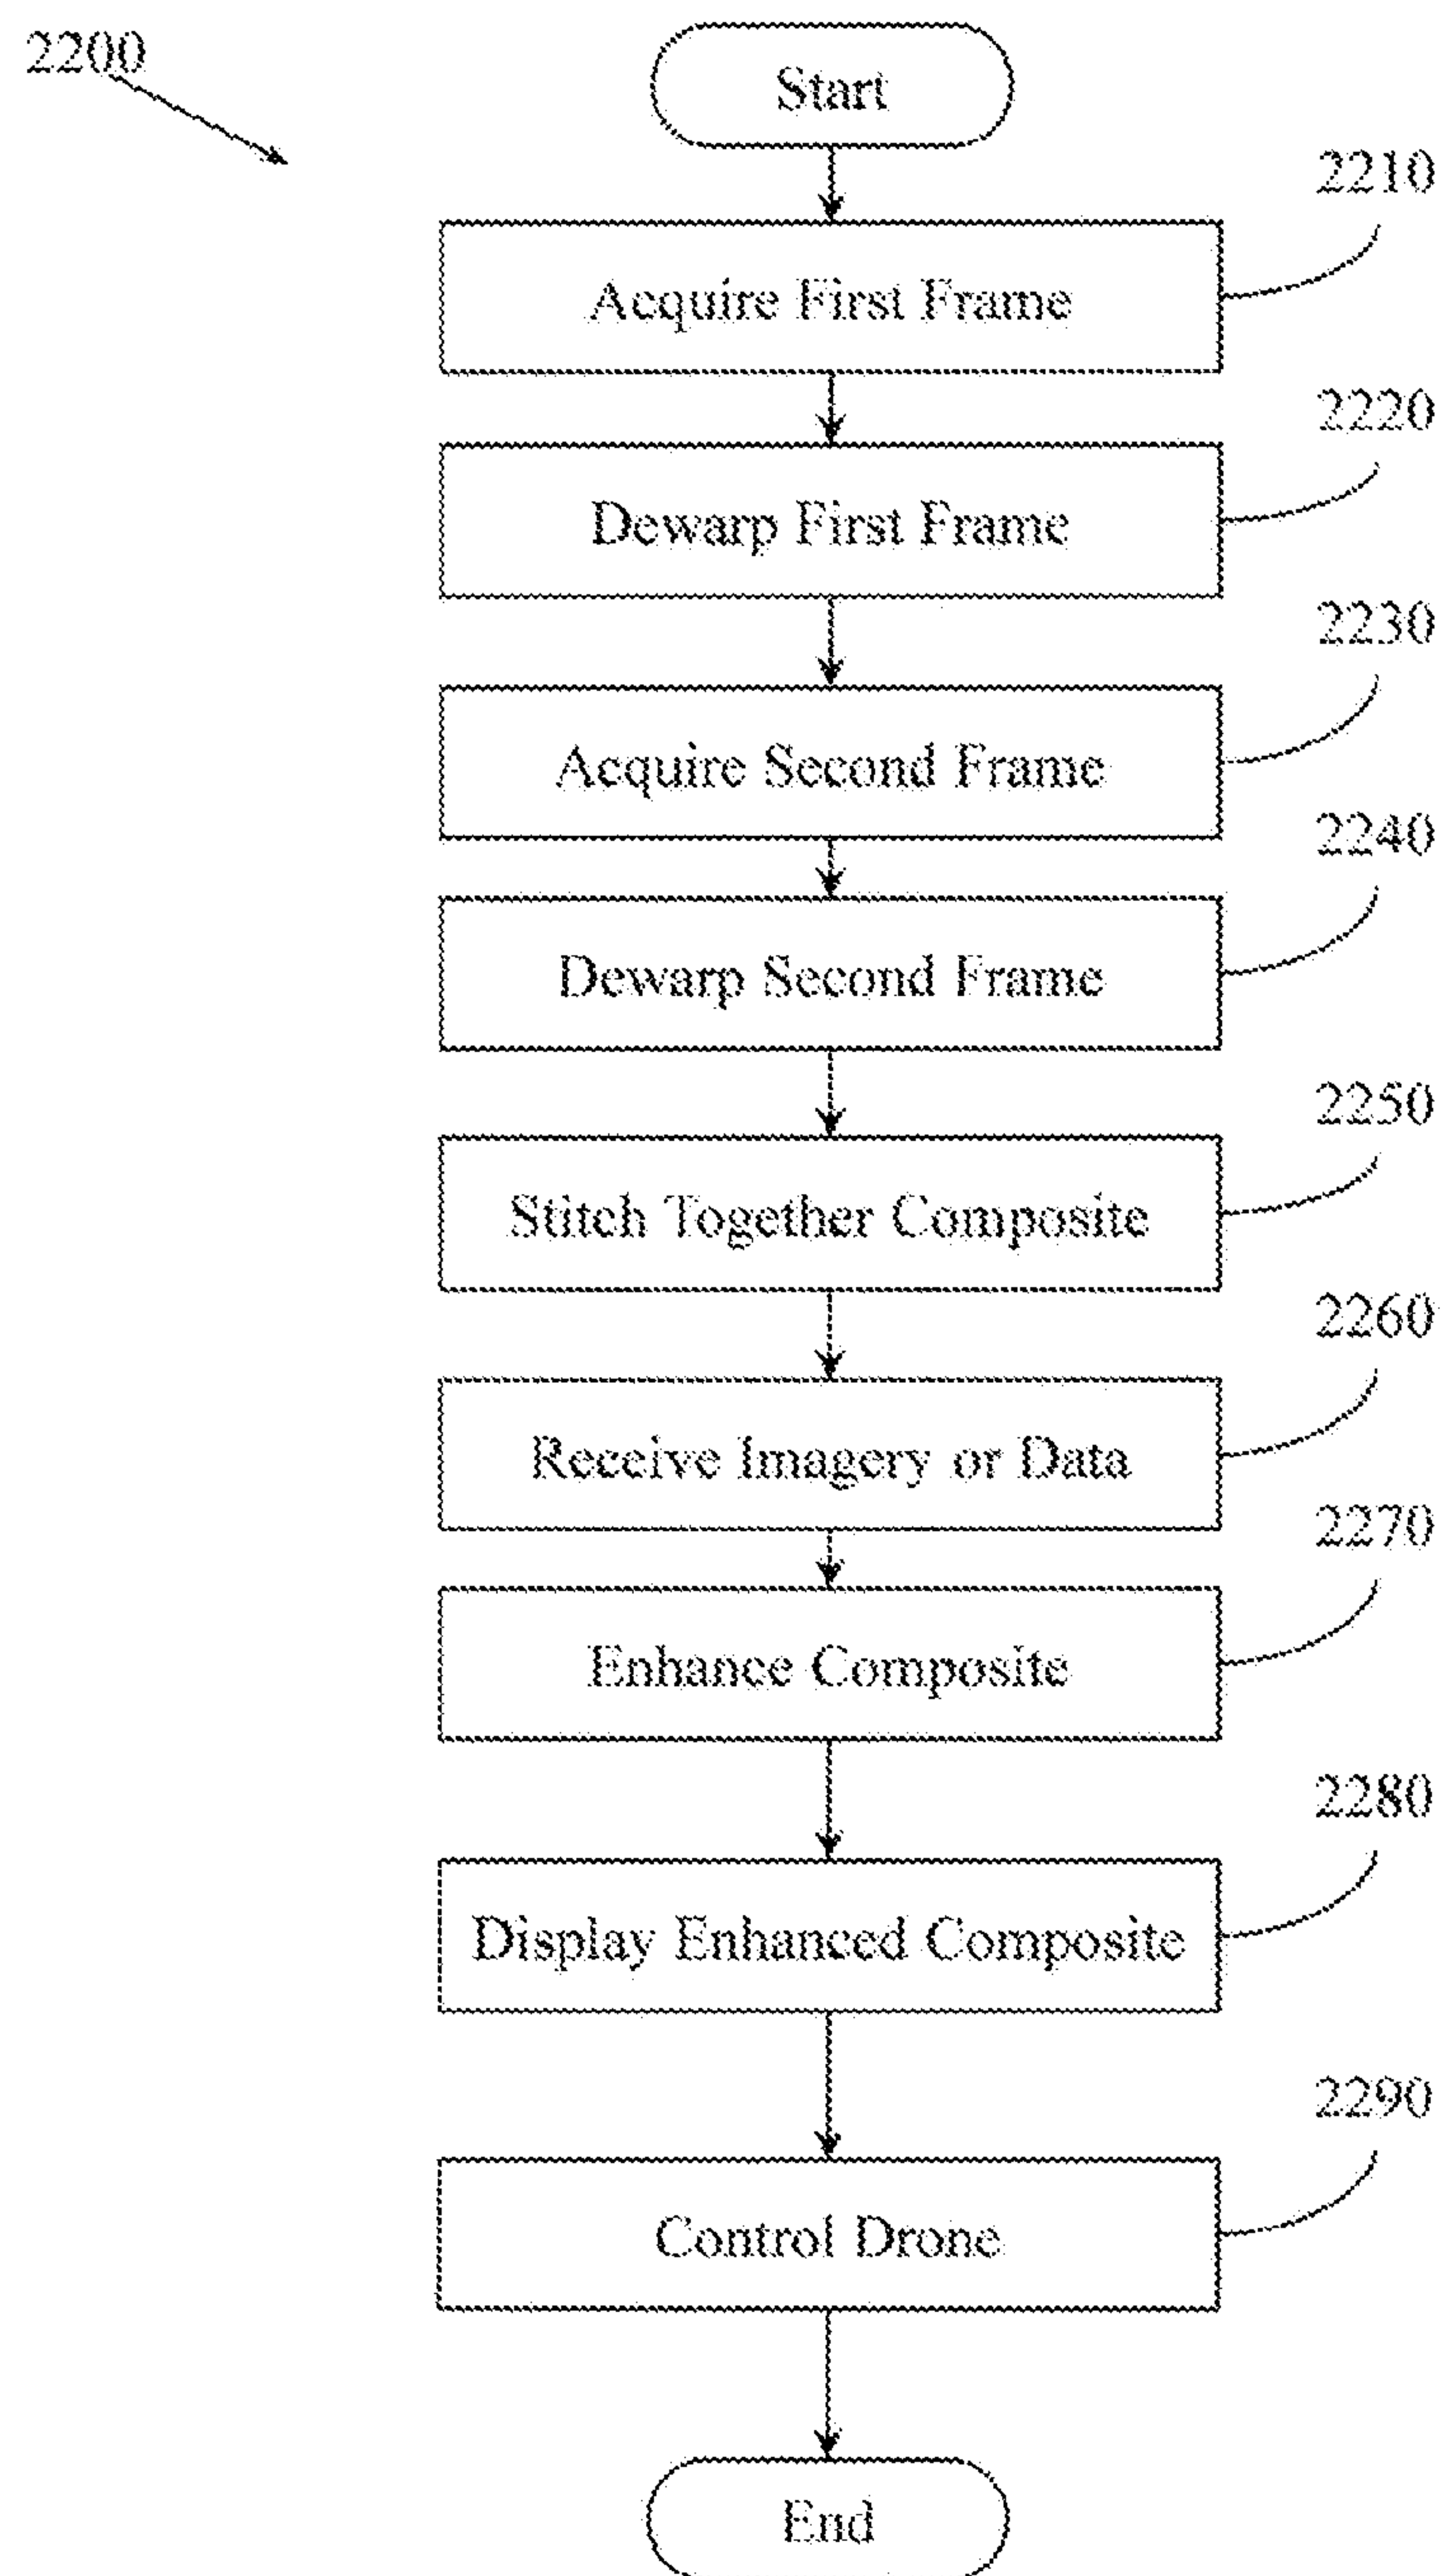 2200
Start
2210
Acquire First Frame
2220
Dewarp First Frame
2230
Acquire Second Frame
2240
Dewarp Second Frame
2250
Stitch Together Composite
2260
Receive Imagery or Data
2270
Enhance Composite
2280
Display Enhanced Composite
2290
Control Drone
End